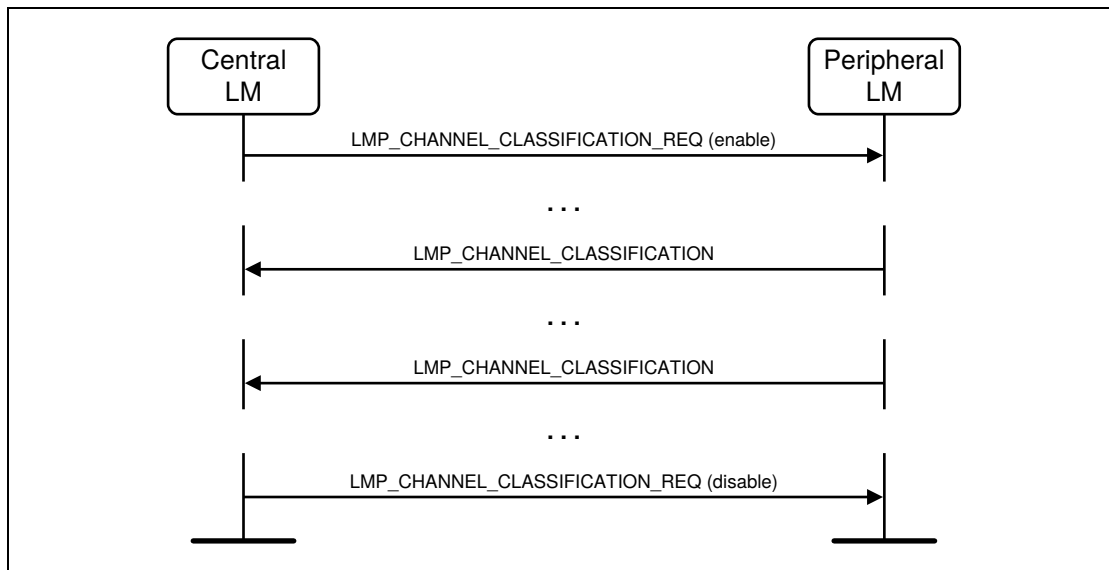 Central
LM
Peripheral
LM
LMP_CHANNEL_CLASSIFICATION_REQ (enable)
. . .
LMP_CHANNEL_CLASSIFICATION
. . .
LMP_CHANNEL_CLASSIFICATION
. . .
LMP_CHANNEL_CLASSIFICATION_REQ (disable)